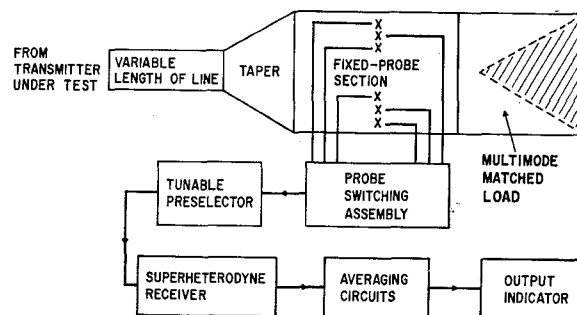 FROM
TRANSMITTER
UNDER TEST
VARIABLE
LENGTH OF LINE
TAPER
X
X
X
FIXED-PROBE
SECTION
X
X
X
MULTIMODE
MATCHED
LOAD
TUNABLE
PRESELECTOR
PROBE
SWITCHING
ASSEMBLY
SUPERHETERODYNE
RECEIVER
AVERAGING
CIRCUITS
OUTPUT
INDICATOR